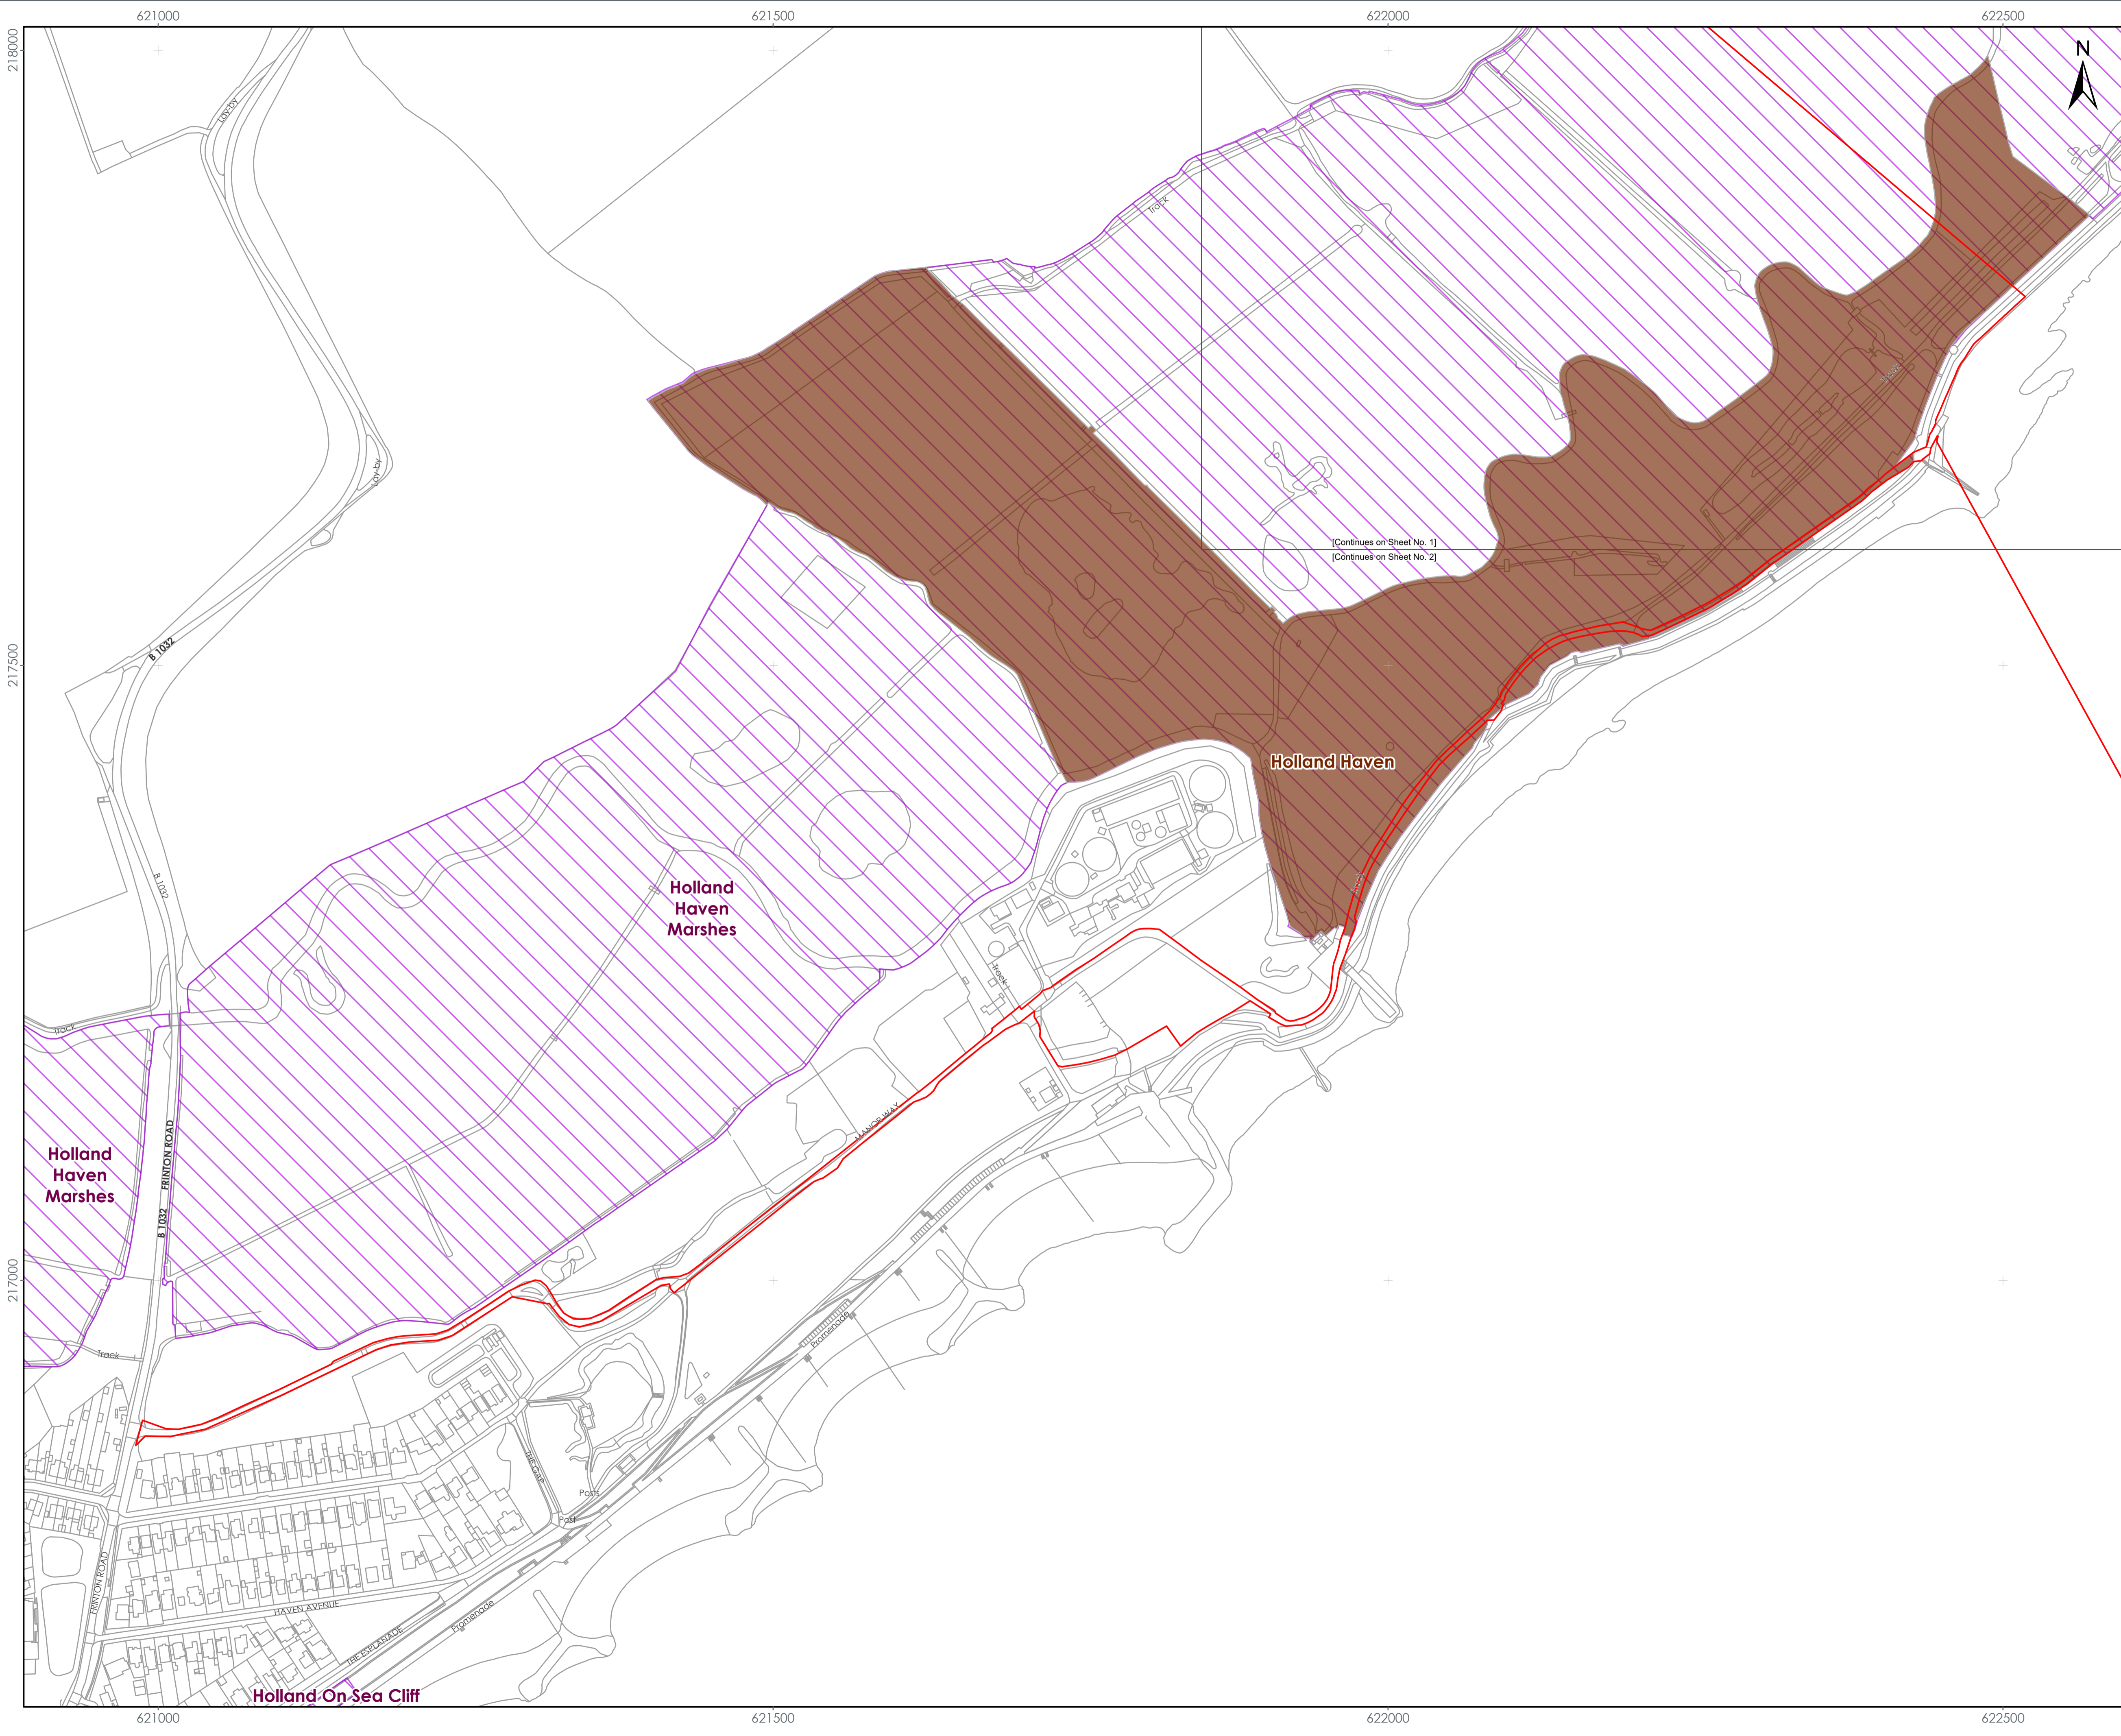 621000
621500
622000
622500
218000
N
Lay-by
Track
Lay-by
[Continues on Sheet No. 1]
[Continues on Sheet No. 2]
B 1032
217500
Holland Haven
B 1032
Holland
Haven
Marshes
Track
Track
MANOR WAY
Holland
Haven
Marshes
FRINTON ROAD
B 1032
217000
Promenade
Track
THE GAP
Posts
Post
FRINTON ROAD
HAVEN AVENUE
Promenade
THE ESPLANADE
Holland On Sea Cliff
621000
621500
622000
622500